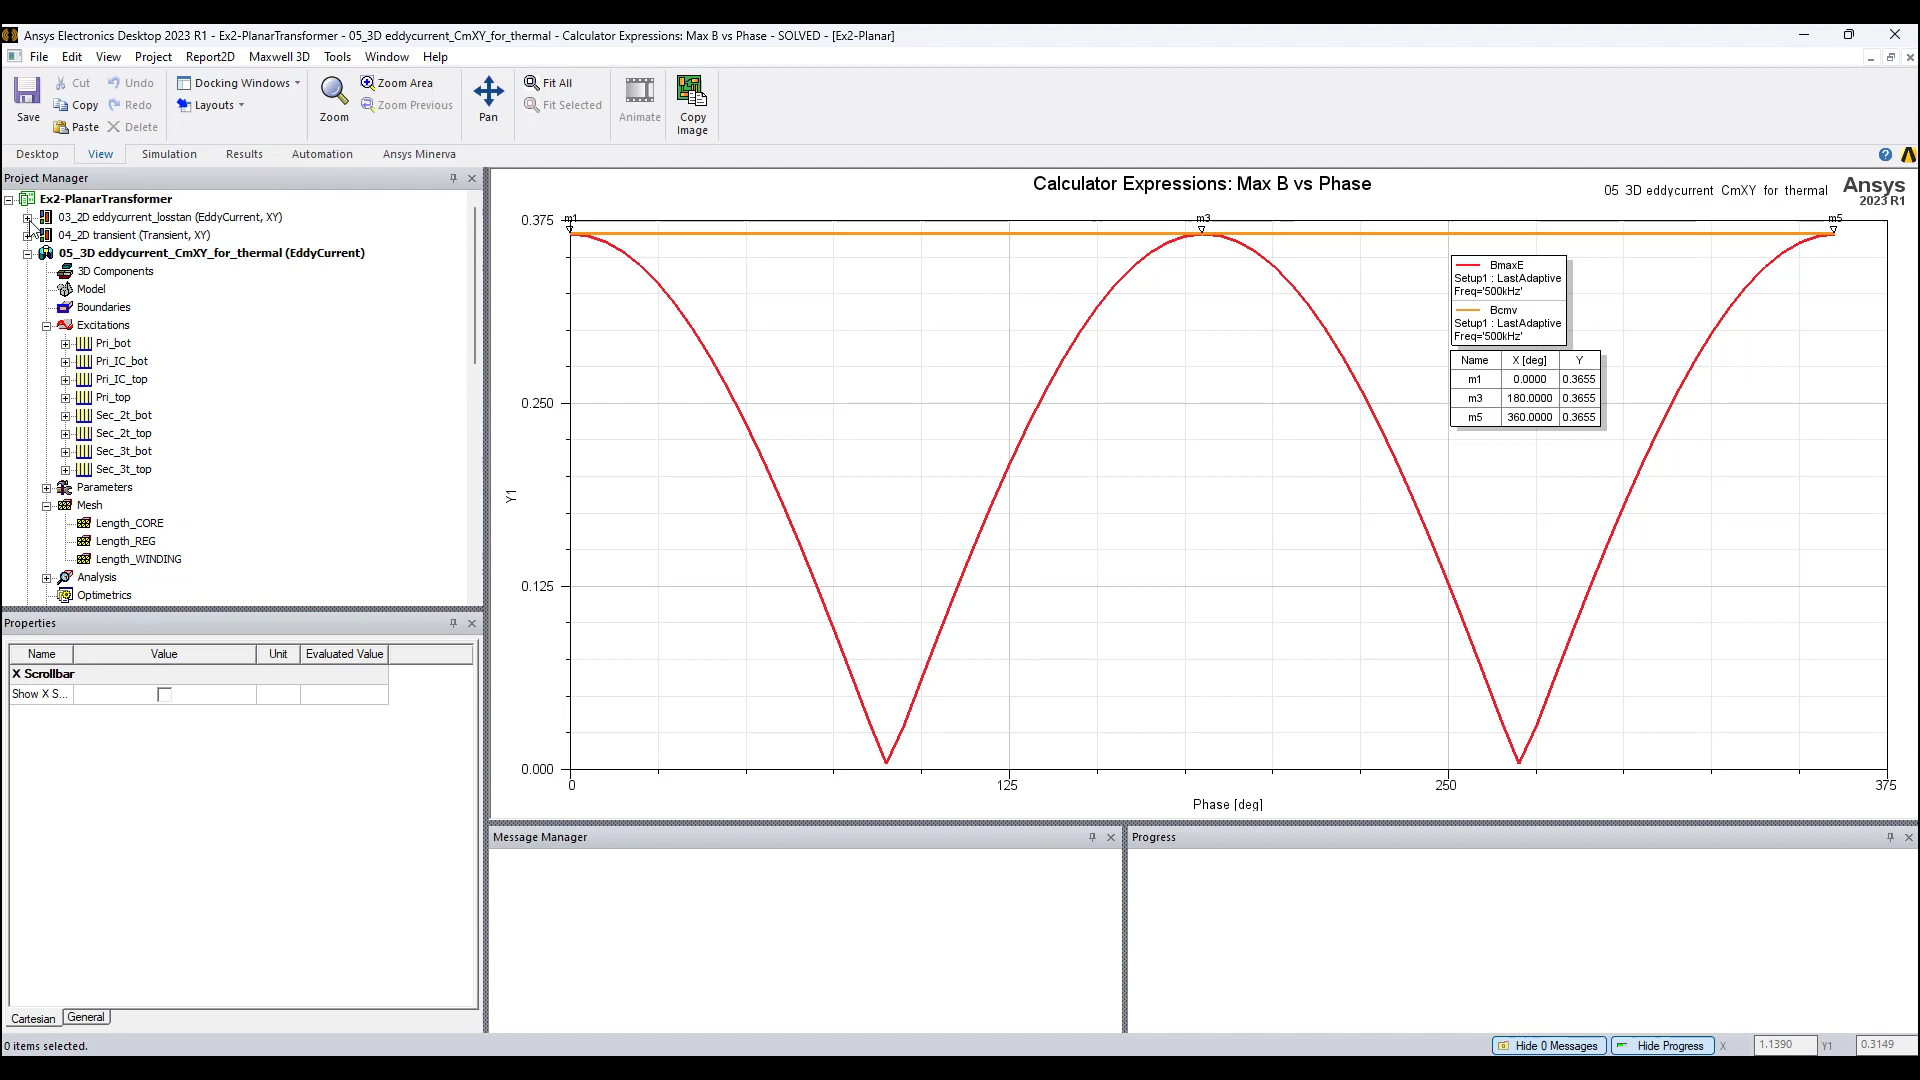 Ansys Electronics Desktop 2023 R1 - Ex2-PlanarTransformer - 05_3D eddycurrent_CmXY_for_thermal - Calculator Expressions: Max B vs Phase - SOLVED - [Ex2-Planar]
File Edit View Project Report2D Maxwell 3D Tools Window Help
Save
Cut
Copy
Paste
Undo
Redo
Delete
Docking Windows
Layouts
Zoom
Zoom Area
Zoom Previous
Pan
Fit All
Fit Selected
Animate
Copy
Image
Desktop View Simulation Results Automation Ansys Minerva
Project Manager
Ex2-PlanarTransformer
03_2D eddycurrent_losstan (EddyCurrent, XY)
04_2D transient (Transient, XY)
05_3D eddycurrent_CmXY_for_thermal (EddyCurrent)
3D Components
Model
Boundaries
Excitations
Pri_bot
Pri_IC_bot
Pri_IC_top
Pri_top
Sec_2t_bot
Sec_2t_top
Sec_3t_bot
Sec_3t_top
Parameters
Mesh
Length_CORE
Length_REG
Length_WINDING
Analysis
Optimetrics
Properties
Name Value Unit Evaluated Value
X Scrollbar
Show X S...
Cartesian General
0 items selected.
Calculator Expressions: Max B vs Phase
05 3D eddycurrent CmXY for thermal
Ansys
2023 R1
m1 m3 m5
0.375
0.250
0.125
0.000
Y1
0 125 250 375
Phase [deg]
BmaxE
Setup1 : LastAdaptive
Freq='500kHz'
Bcmv
Setup1 : LastAdaptive
Freq='500kHz'
Name X [deg] Y
m1 0.0000 0.3655
m3 180.0000 0.3655
m5 360.0000 0.3655
Message Manager
Progress
Hide 0 Messages Hide Progress X 1.1390 Y1 0.3149